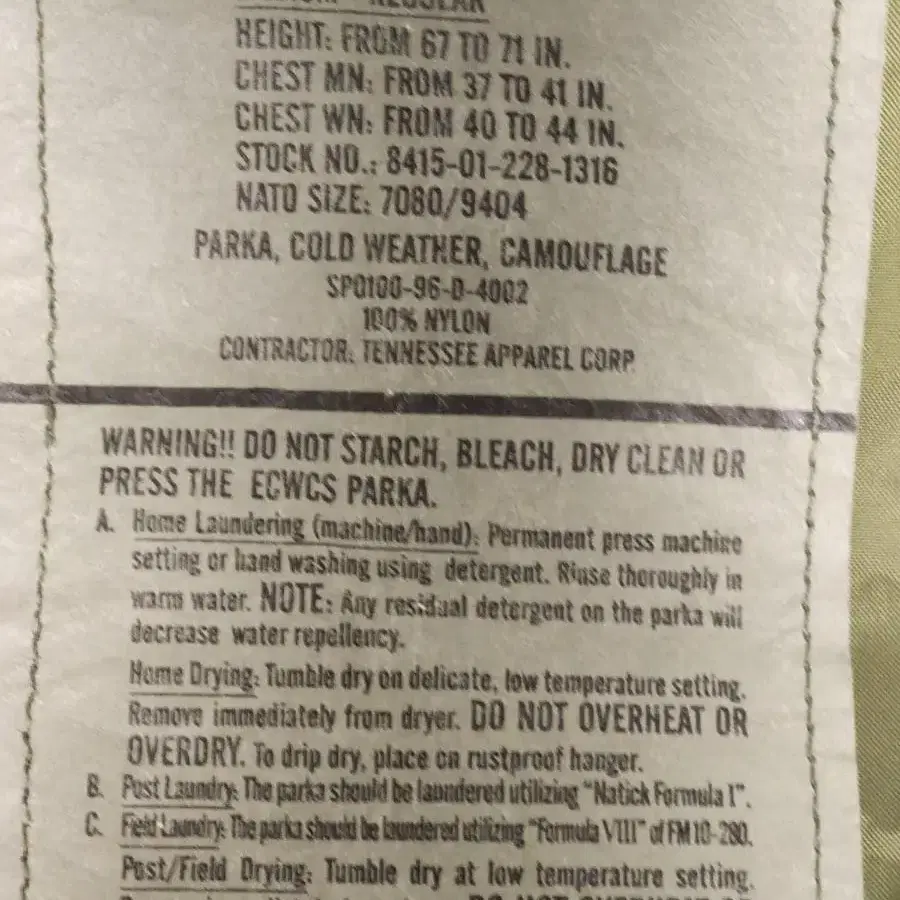 REGULAR
HEIGHT: FROM 67 TO 71 IN.
CHEST MN: FROM 37 TO 41 IN.
CHEST WN: FROM 40 TO 44 IN.
STOCK NO.: 8415-01-228-1316
NATO SIZE: 7080/9404
PARKA, COLD WEATHER, CAMOUFLAGE
SPO100-96-D-4002
100% NYLON
CONTRACTOR: TENNESSEE APPAREL CORP.
WARNING!! DO NOT STARCH, BLEACH, DRY CLEAN OR
PRESS THE ECWCS PARKA.
A. Home Laundering (machine/hand): Permanent press machine
setting or hand washing using detergent. Rinse thoroughly in
warm water. NOTE: Any residual detergent on the parka will
decrease water repellency.
Home Drying: Tumble dry on delicate, low temperature setting.
Remove immediately from dryer. DO NOT OVERHEAT OR
OVERDRY. To drip dry, place on rustproof hanger.
B. Post Laundry: The parka should be laundered utilizing "Natick Formula I".
C. Field Laundry: The parka should be laundered utilizing "Formula VIII" of FM 10-280.
Post/Field Drying: Tumble dry at low temperature setting.